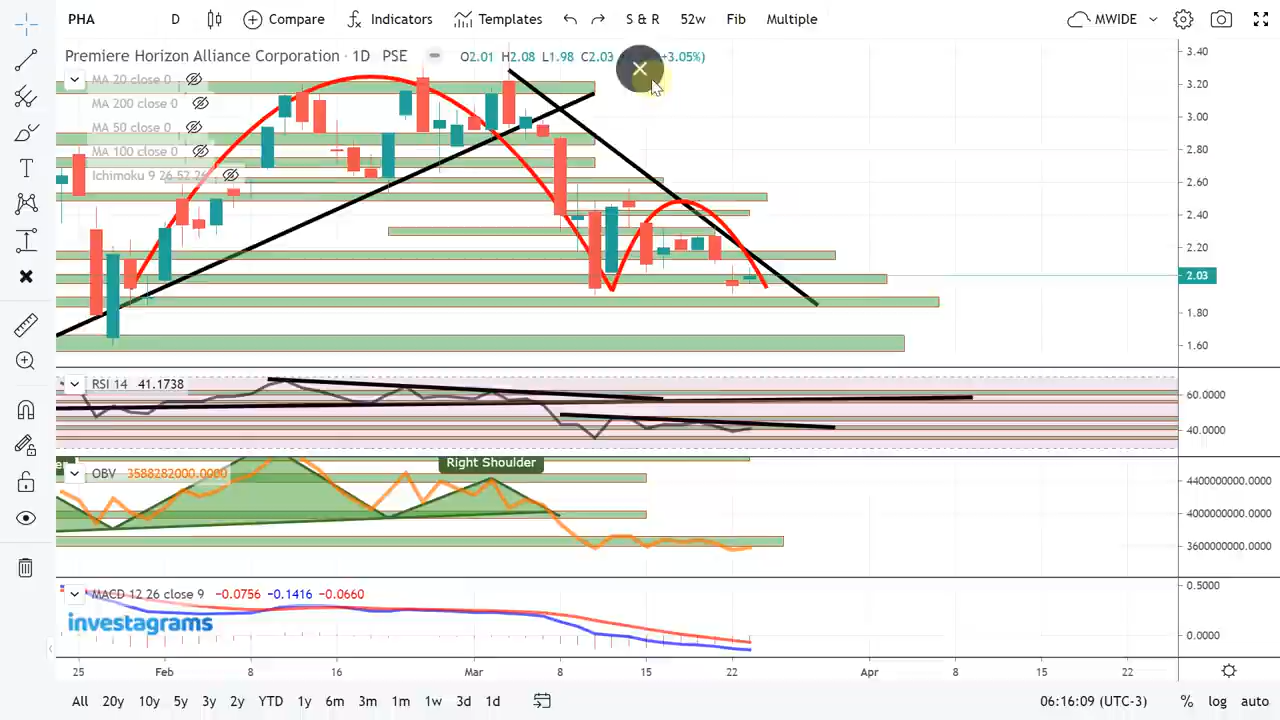 PHA D Compare Indicators Templates S & R 52w Fib Multiple MWIDE
Premiere Horizon Alliance Corporation · 1D PSE O2.01 H2.08 L1.98 C2.03 +3.05%)
MA 20 close 0
MA 200 close 0
MA 50 close 0
MA 100 close 0
Ichimoku 9 26 52 26
3.40
3.20
3.00
2.80
2.60
2.40
2.20
2.03
1.80
1.60
RSI 14 41.1738
60.0000
40.0000
Right Shoulder
OBV 3588282000.0000
4400000000.0000
4000000000.0000
3600000000.0000
MACD 12 26 close 9 −0.0756 −0.1416 −0.0660
investagrams
0.5000
0.0000
25 Feb 8 16 Mar 8 15 22 Apr 8 15 22
All 20y 10y 5y 3y 2y YTD 1y 6m 3m 1m 1w 3d 1d 06:16:09 (UTC-3) % log auto